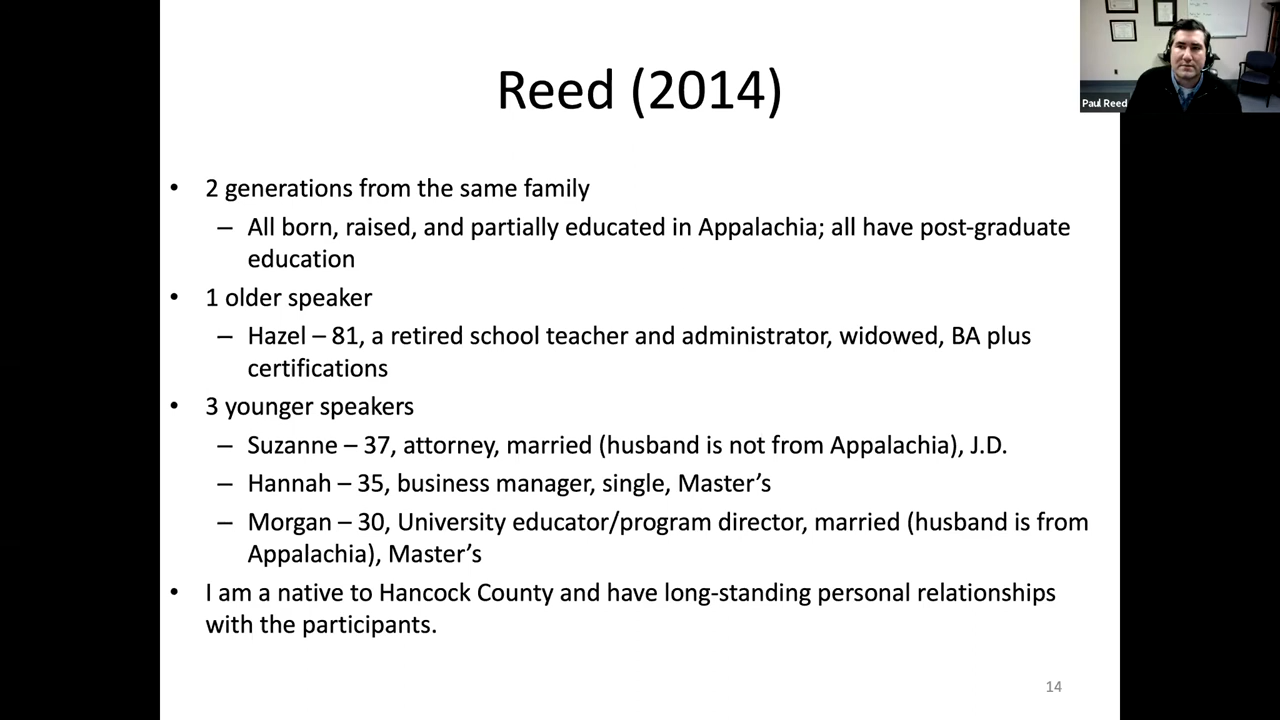 Reed (2014)
Paul Reed
• 2 generations from the same family
– All born, raised, and partially educated in Appalachia; all have post-graduate
education
• 1 older speaker
– Hazel – 81, a retired school teacher and administrator, widowed, BA plus
certifications
• 3 younger speakers
– Suzanne – 37, attorney, married (husband is not from Appalachia), J.D.
– Hannah – 35, business manager, single, Master’s
– Morgan – 30, University educator/program director, married (husband is from
Appalachia), Master’s
• I am a native to Hancock County and have long-standing personal relationships
with the participants.
14